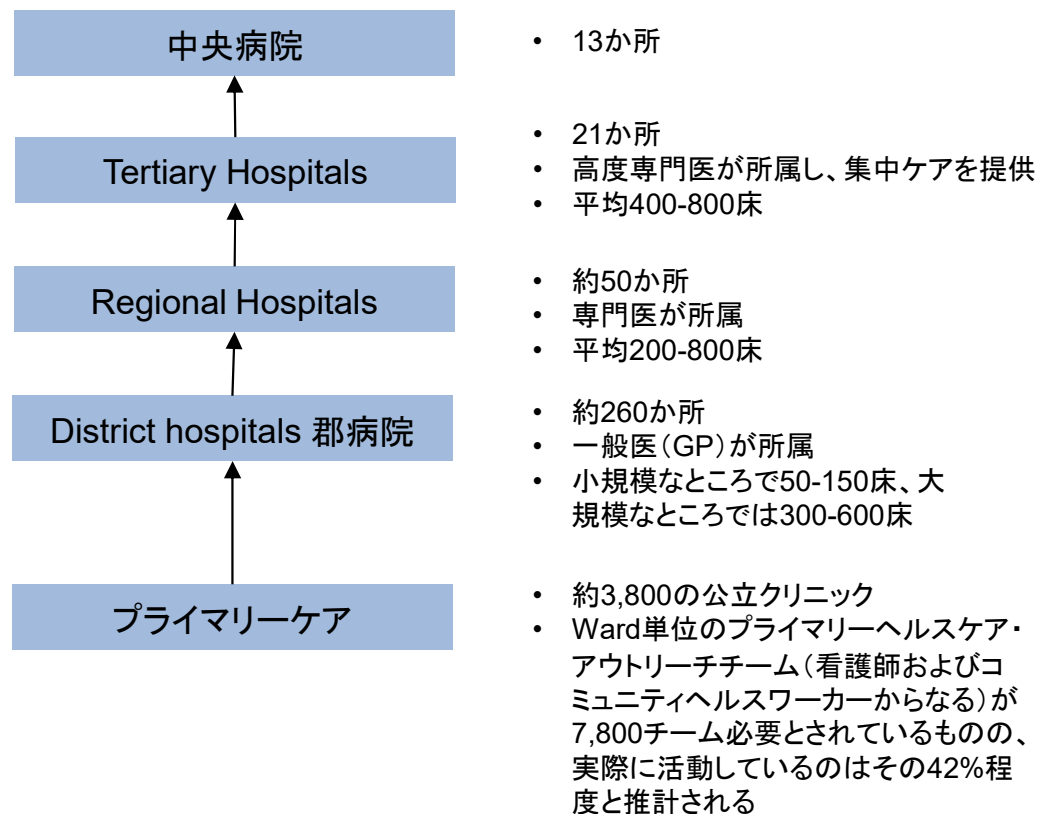 中央病院
• 13か所
Tertiary Hospitals
• 21か所
• 高度専門医が所属し、集中ケアを提供
• 平均400-800床
Regional Hospitals
• 約50か所
• 専門医が所属
• 平均200-800床
District hospitals 郡病院
• 約260か所
• 一般医（GP）が所属
• 小規模なところで50-150床、大
規模なところでは300-600床
プライマリーケア
• 約3,800の公立クリニック
• Ward単位のプライマリーヘルスケア・
アウトリーチチーム（看護師およびコ
ミュニティヘルスワーカーからなる）が
7,800チーム必要とされているものの、
実際に活動しているのはその42%程
度と推計される